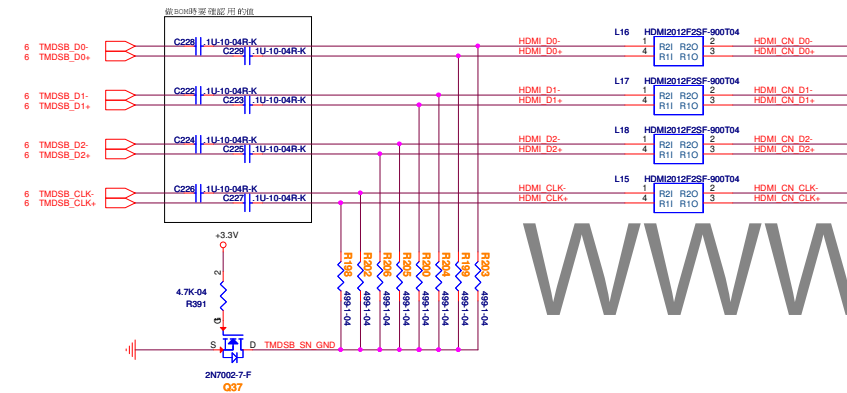 做BOM時要確認用的值
6 TMDSB_D0- C228 .1U-10-04R-K HDMI_D0- L16 HDMI2012F2SF-900T04 1 R2I R2O 2 HDMI_CN_D0-
6 TMDSB_D0+ C229 .1U-10-04R-K HDMI_D0+ 4 R1I R1O 3 HDMI_CN_D0+
6 TMDSB_D1- C222 .1U-10-04R-K HDMI_D1- L17 HDMI2012F2SF-900T04 1 R2I R2O 2 HDMI_CN_D1-
6 TMDSB_D1+ C223 .1U-10-04R-K HDMI_D1+ 4 R1I R1O 3 HDMI_CN_D1+
6 TMDSB_D2- C224 .1U-10-04R-K HDMI_D2- L18 HDMI2012F2SF-900T04 1 R2I R2O 2 HDMI_CN_D2-
6 TMDSB_D2+ C225 .1U-10-04R-K HDMI_D2+ 4 R1I R1O 3 HDMI_CN_D2+
6 TMDSB_CLK- C226 .1U-10-04R-K HDMI_CLK- L15 HDMI2012F2SF-900T04 1 R2I R2O 2 HDMI_CN_CLK-
6 TMDSB_CLK+ C227 .1U-10-04R-K HDMI_CLK+ 4 R1I R1O 3 HDMI_CN_CLK+
www
+3.3V
R198 R202 R206 R205 R200 R204 R199 R203
499-1-04 499-1-04 499-1-04 499-1-04 499-1-04 499-1-04 499-1-04 499-1-04
2
4.7K-04
R391
G
S D TMDSB_SN_GND
2N7002-7-F
Q37